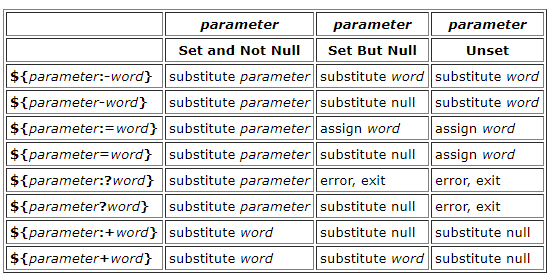 parameter parameter parameter
Set and Not Null Set But Null Unset
${parameter:-word} substitute parameter substitute word substitute word
${parameter-word} substitute parameter substitute null substitute word
${parameter:=word} substitute parameter assign word assign word
${parameter=word} substitute parameter substitute null assign word
${parameter:?word} substitute parameter error, exit error, exit
${parameter?word} substitute parameter substitute null error, exit
${parameter:+word} substitute word substitute null substitute null
${parameter+word} substitute word substitute word substitute null